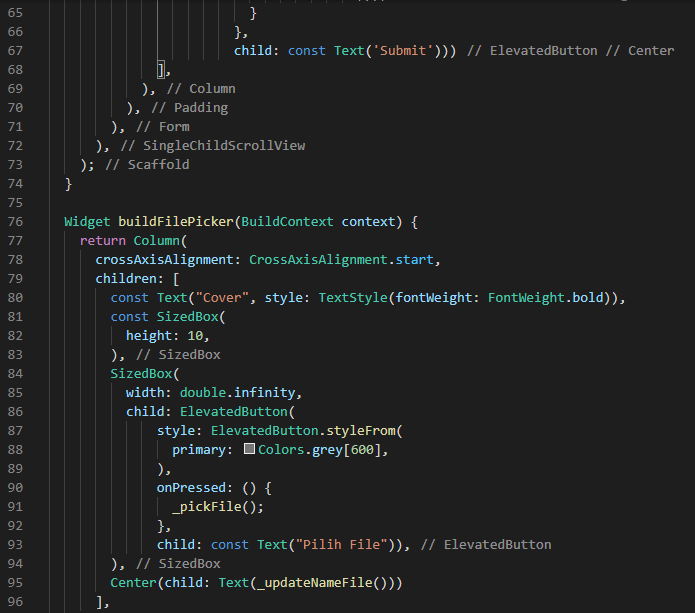 65 }
66 },
67 child: const Text('Submit'))) // ElevatedButton // Center
68 ],
69 ), // Column
70 ), // Padding
71 ), // Form
72 ), // SingleChildScrollView
73 ); // Scaffold
74 }
75
76 Widget buildFilePicker(BuildContext context) {
77 return Column(
78 crossAxisAlignment: CrossAxisAlignment.start,
79 children: [
80 const Text("Cover", style: TextStyle(fontWeight: FontWeight.bold)),
81 const SizedBox(
82 height: 10,
83 ), // SizedBox
84 SizedBox(
85 width: double.infinity,
86 child: ElevatedButton(
87 style: ElevatedButton.styleFrom(
88 primary: Colors.grey[600],
89 ),
90 onPressed: () {
91 _pickFile();
92 },
93 child: const Text("Pilih File")), // ElevatedButton
94 ), // SizedBox
95 Center(child: Text(_updateNameFile()))
96 ],